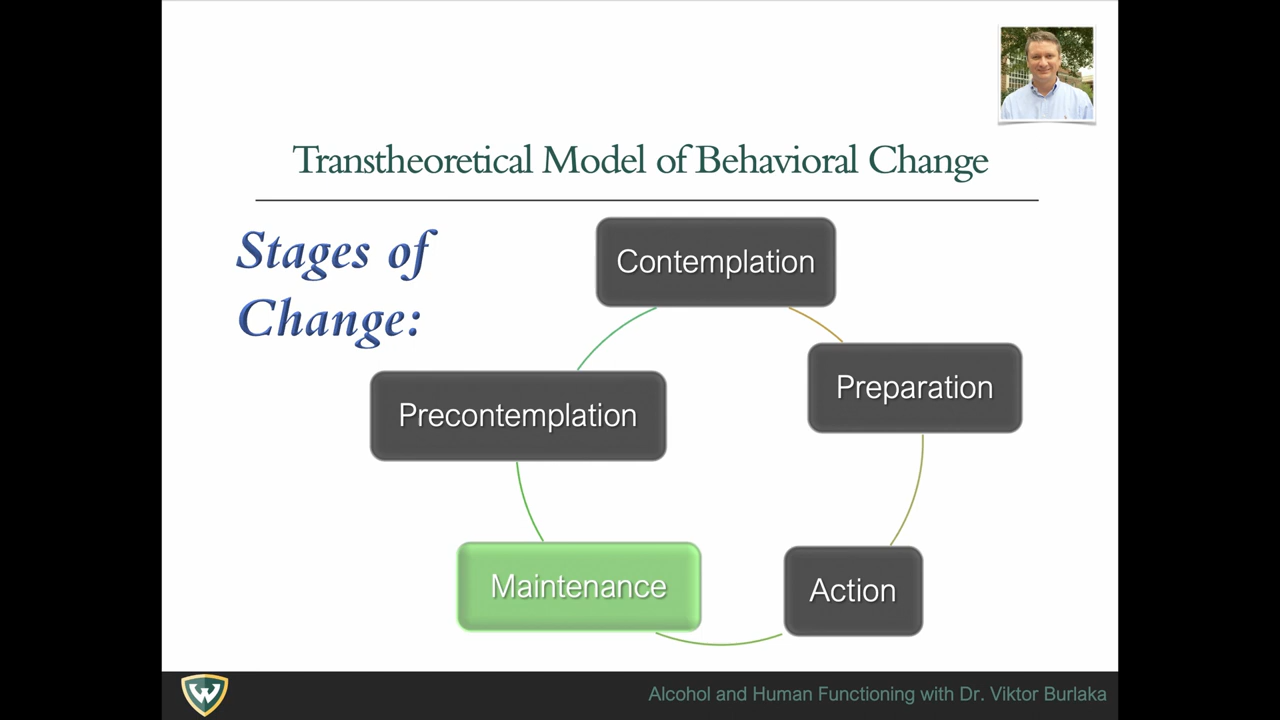 Transtheoretical Model of Behavioral Change
Stages of
Change:
Contemplation
Preparation
Precontemplation
Maintenance
Action
W
Alcohol and Human Functioning with Dr. Viktor Burlaka